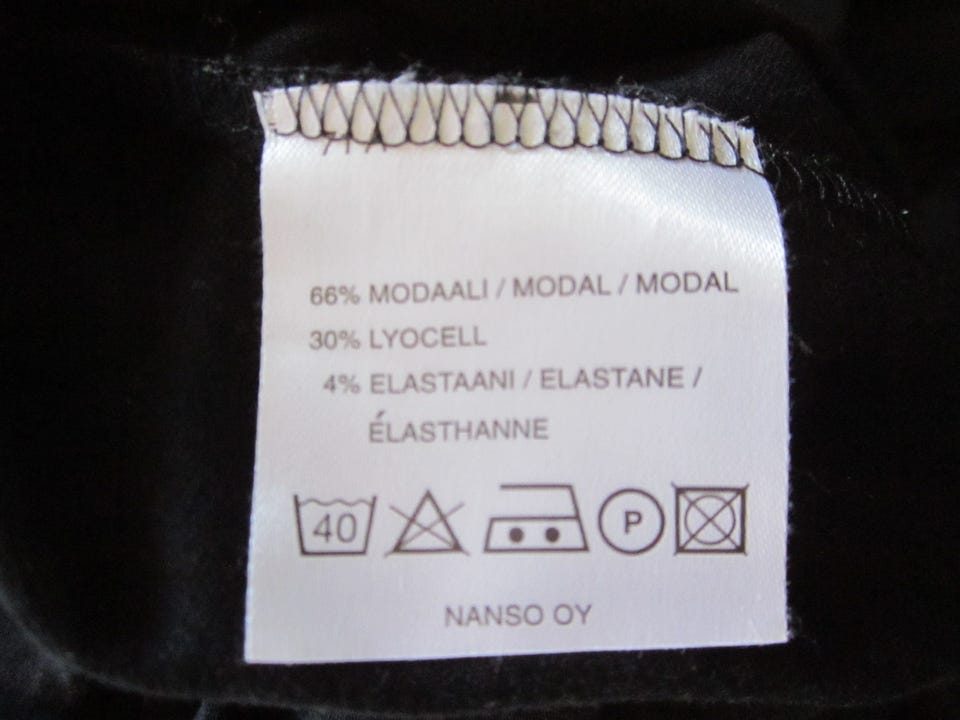 66% MODAALI / MODAL / MODAL
30% LYOCELL
4% ELASTAANI / ELASTANE /
ÉLASTHANNE
40 P
NANSO OY